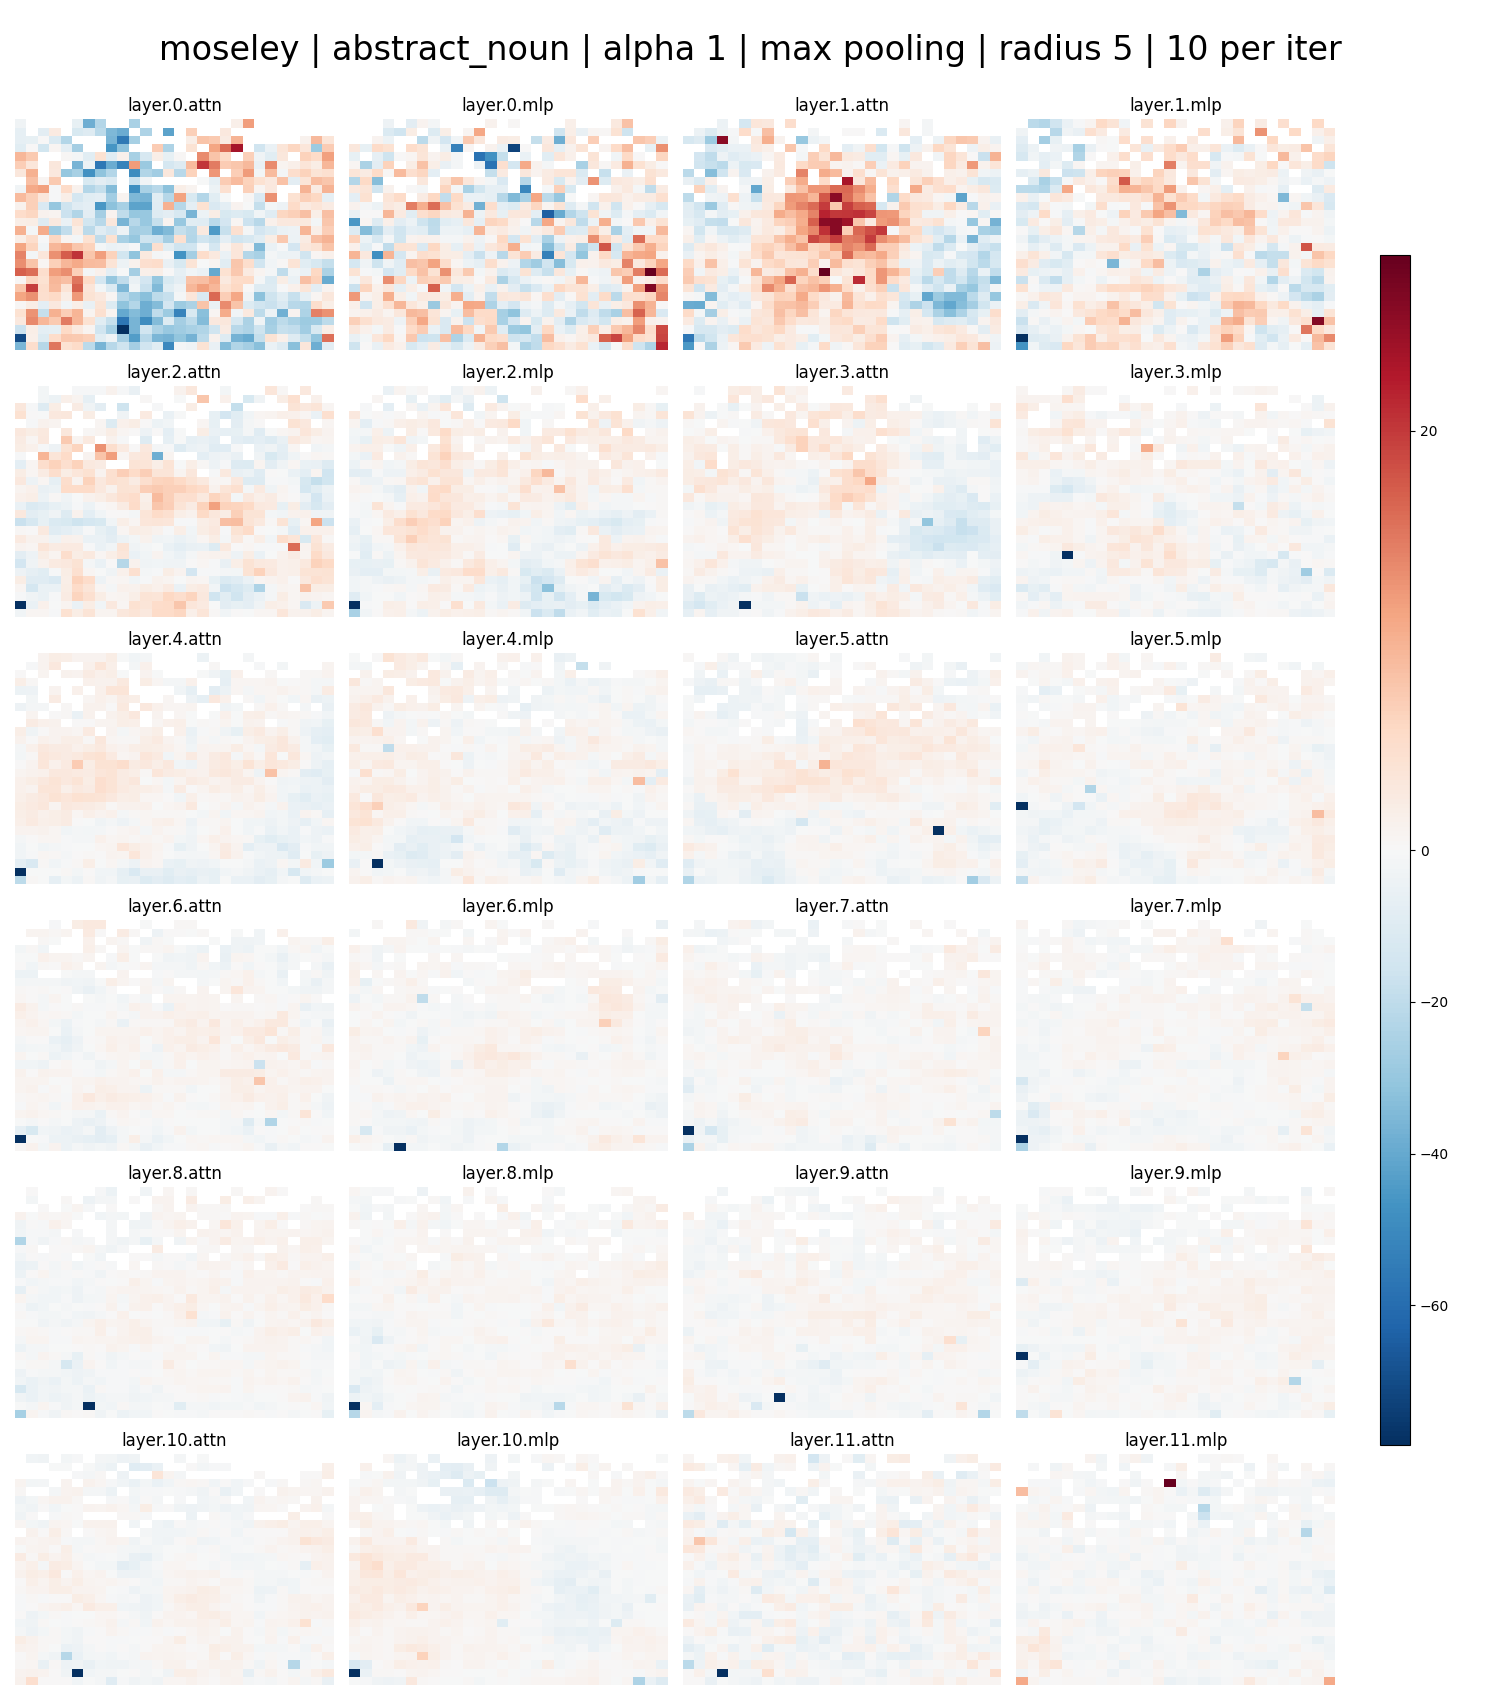 moseley | abstract_noun | alpha 1 | max pooling | radius 5 | 10 per iter
layer.0.attn
layer.0.mlp
layer.1.attn
layer.1.mlp
layer.2.attn
layer.2.mlp
layer.3.attn
layer.3.mlp
layer.4.attn
layer.4.mlp
layer.5.attn
layer.5.mlp
layer.6.attn
layer.6.mlp
layer.7.attn
layer.7.mlp
layer.8.attn
layer.8.mlp
layer.9.attn
layer.9.mlp
layer.10.attn
layer.10.mlp
layer.11.attn
layer.11.mlp
20
0
−20
−40
−60